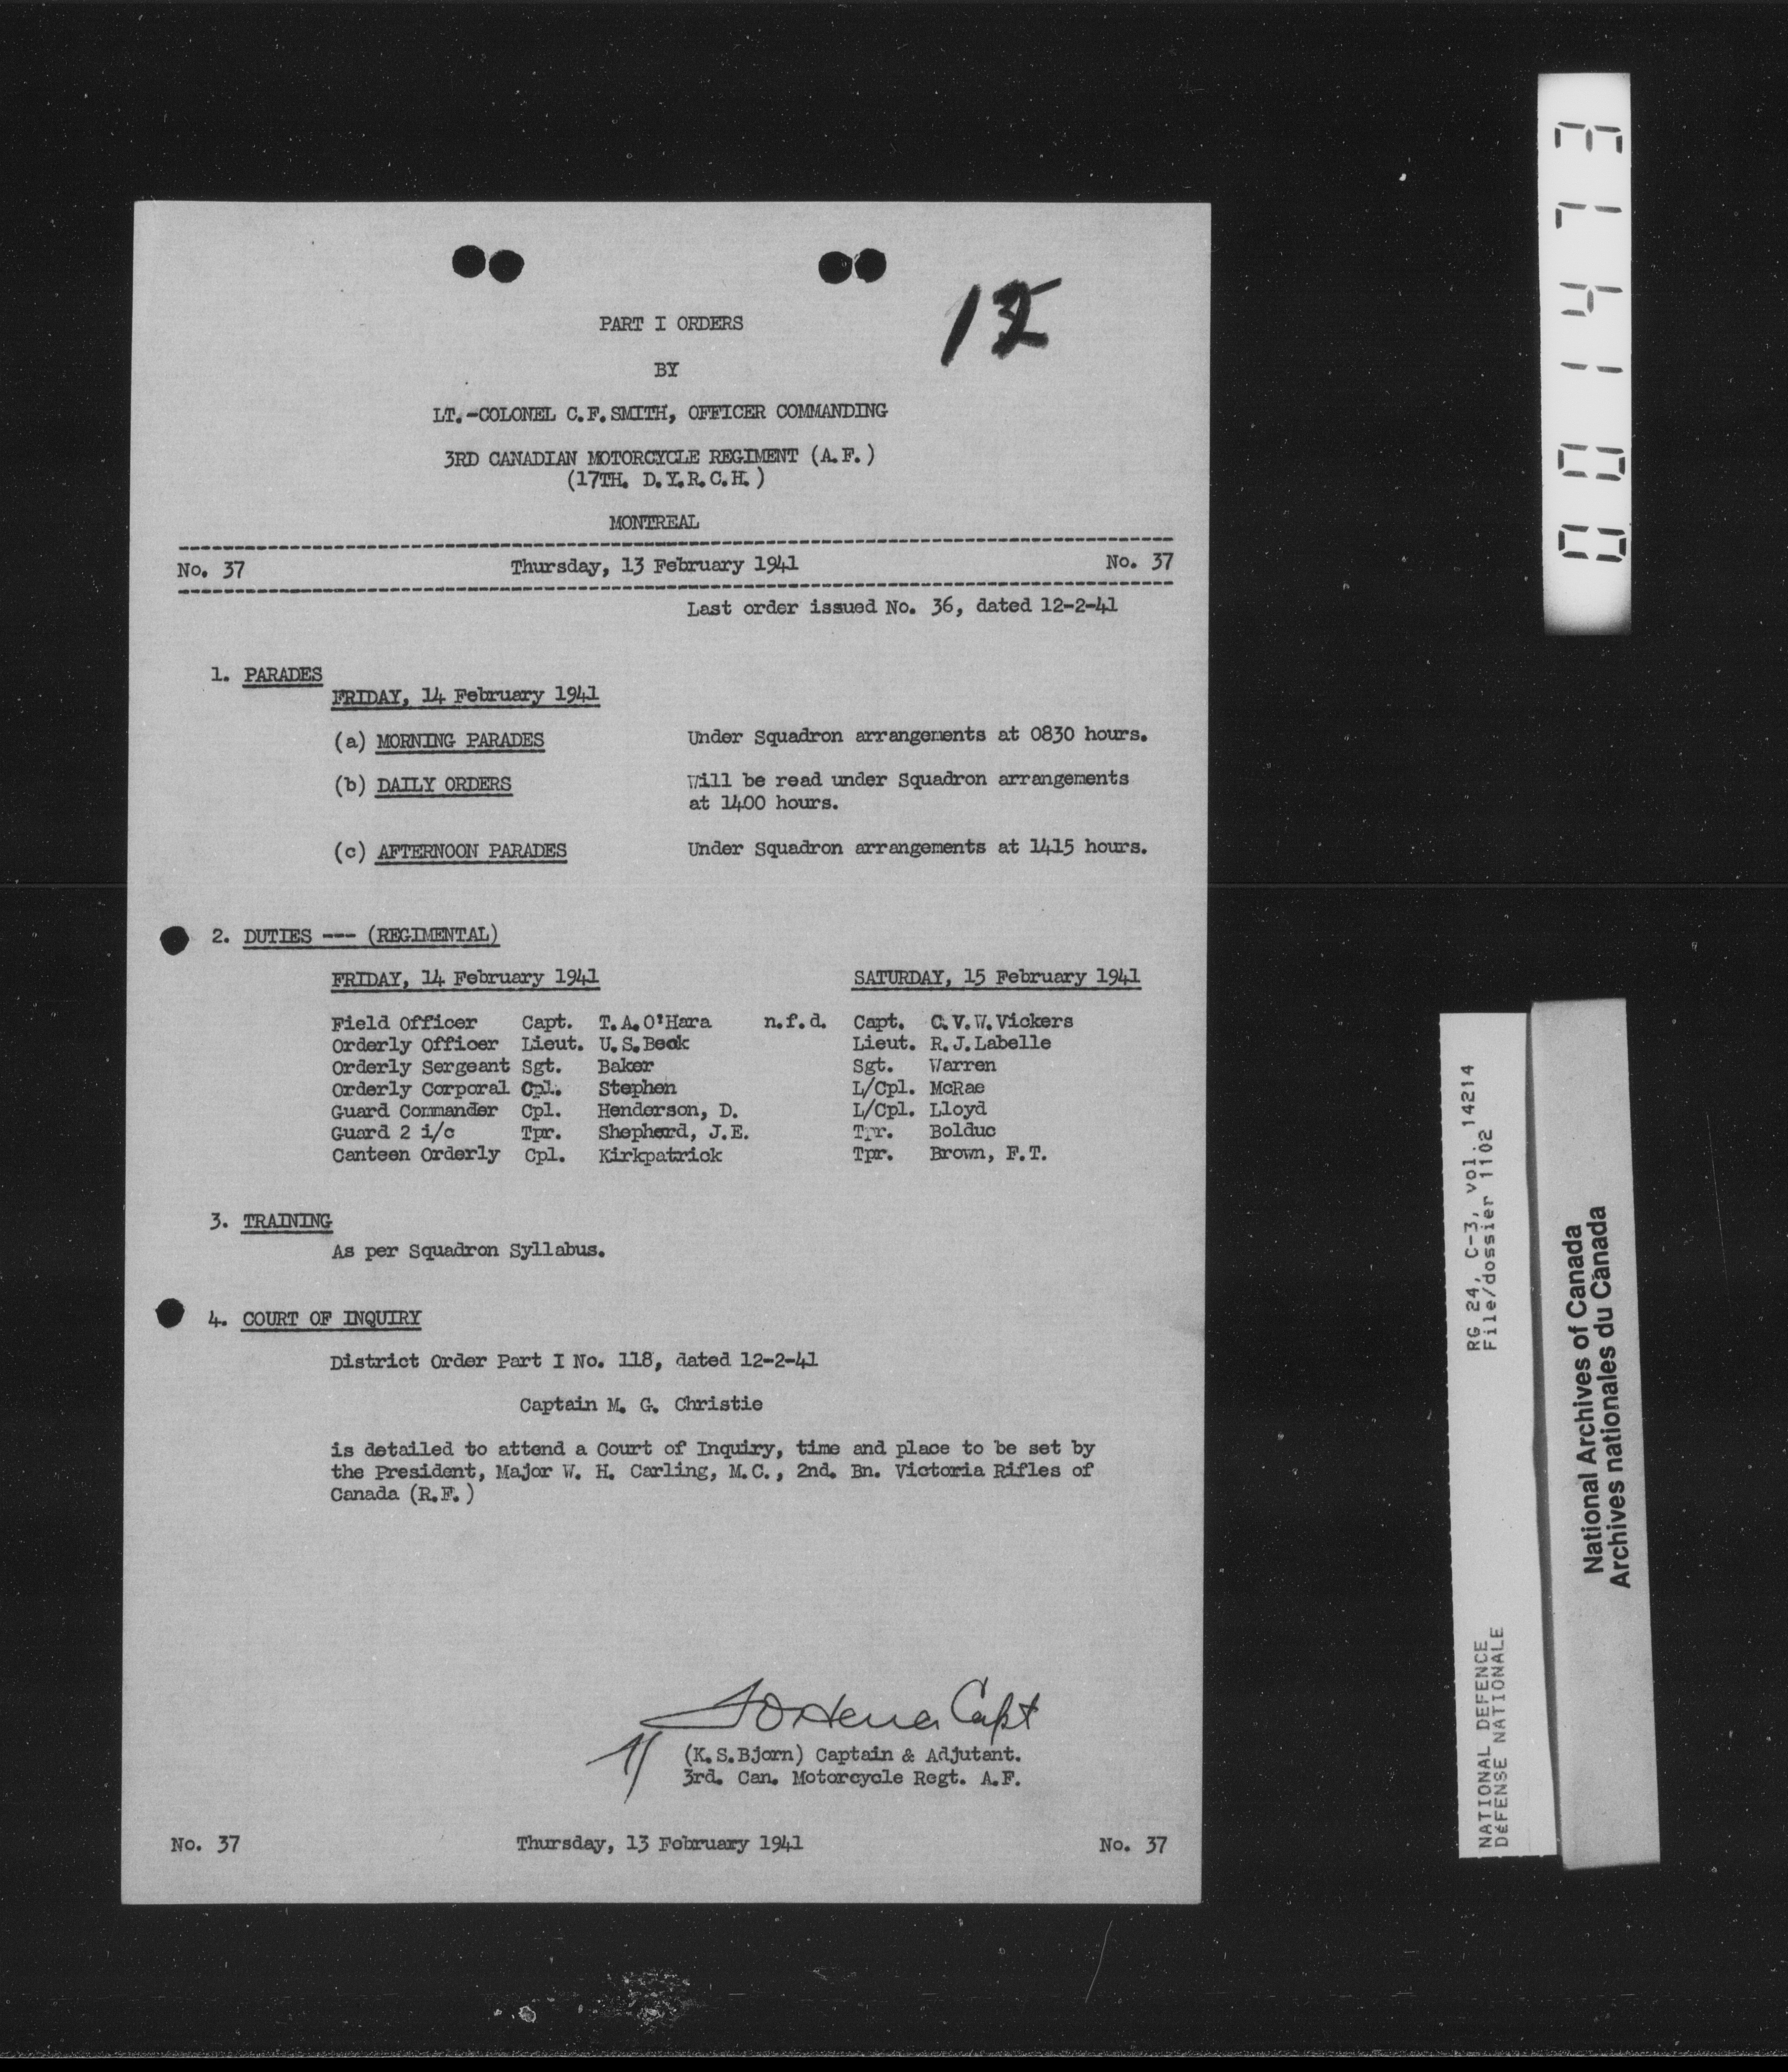 PART I ORDERS
BY
LT.-COLONEL C.F.SMITH, OFFICER COMMANDING
3RD CANADIAN MOTORCYCLE REGIMENT (A.F.)
(17TH. D.Y.R.C.H.)
MONTREAL
No. 37 Thursday, 13 February 1941 No. 37
Last order issued No. 36, dated 12-2-41
1. PARADES
FRIDAY, 14 February 1941
(a) MORNING PARADES Under Squadron arrangements at 0830 hours.
(b) DAILY ORDERS Will be read under Squadron arrangements
at 1400 hours.
(c) AFTERNOON PARADES Under Squadron arrangements at 1415 hours.
2. DUTIES --- (REGIMENTAL)
FRIDAY, 14 February 1941 SATURDAY, 15 February 1941
Field Officer Capt. T.A.O'Hara n.f.d. Capt. C.V.W.Vickers
Orderly Officer Lieut. U.S.Beck Lieut. R.J.Labelle
Orderly Sergeant Sgt. Baker Sgt. Warren
Orderly Corporal Cpl. Stephen L/Cpl. McRae
Guard Commander Cpl. Henderson, D. L/Cpl. Lloyd
Guard 2 i/c Tpr. Shepherd, J.E. Tpr. Bolduc
Canteen Orderly Cpl. Kirkpatrick Tpr. Brown, F.T.
3. TRAINING
As per Squadron Syllabus.
4. COURT OF INQUIRY
District Order Part I No. 118, dated 12-2-41
Captain M. G. Christie
is detailed to attend a Court of Inquiry, time and place to be set by
the President, Major W. H. Carling, M.C., 2nd. Bn. Victoria Rifles of
Canada (R.F.)
Capt
(K.S.Bjorn) Captain & Adjutant.
3rd. Can. Motorcycle Regt. A.F.
No. 37 Thursday, 13 February 1941 No. 37
001473
RG 24, C-3, vol. 14214
File/dossier 1102
NATIONAL DEFENCE
DéFENSE NATIONALE
National Archives of Canada
Archives nationales du Canada